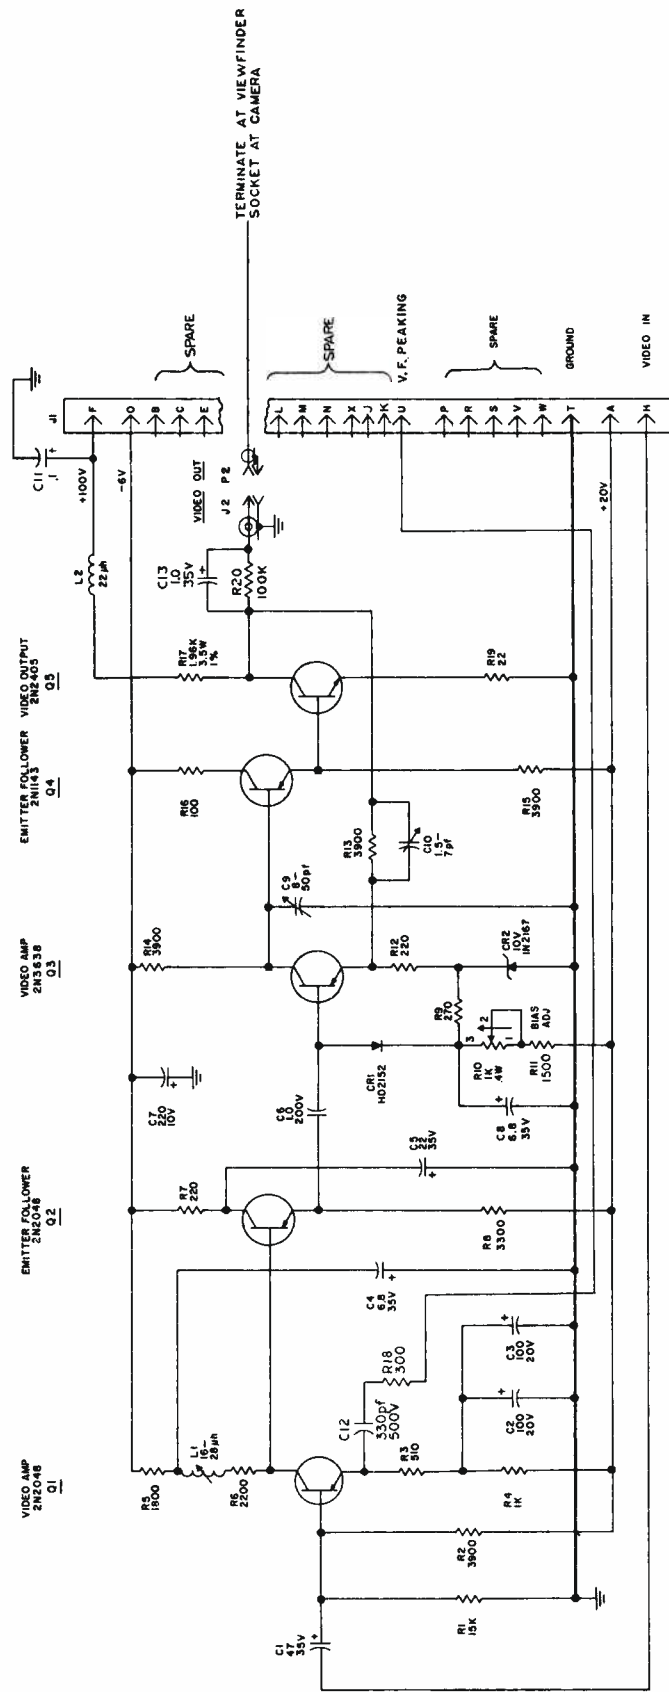 VIDEO AMP
2N2048
Q1
EMITTER FOLLOWER
2N2048
Q2
VIDEO AMP
2N3638
Q3
EMITTER FOLLOWER
2N1143
Q4
VIDEO OUTPUT
2N2405
Q5
R5
1800
L1
16-
28µh
R6
2200
R7
220
C7
220
10V
R14
3900
R16
100
R17
1.96K
3.5W
1%
L2
22µh
+100V
-6V
C11
.1
J1
F
O
B
C
E
SPARE
TERMINATE AT VIEWFINDER
SOCKET AT CAMERA
VIDEO OUT
J2
P2
C13
1.0
35V
R20
100K
C12
330pf
500V
R18
300
C4
6.8
35V
C5
22
35V
C6
1.0
200V
C9
8-
50pf
R13
3900
C10
1.5-
7pf
R12
220
CR1
HD2152
R9
270
CR2
10V
1N2167
R10
1K
.4W
3
2
1
BIAS
ADJ
R11
1500
C8
6.8
35V
R19
22
R15
3900
R8
3300
R3
510
R4
1K
C2
100
20V
C3
100
20V
R2
3900
R1
15K
C1
47
35V
L
M
N
X
J
K
SPARE
U
V.F. PEAKING
P
R
S
V
W
SPARE
T
GROUND
A
+20V
H
VIDEO IN